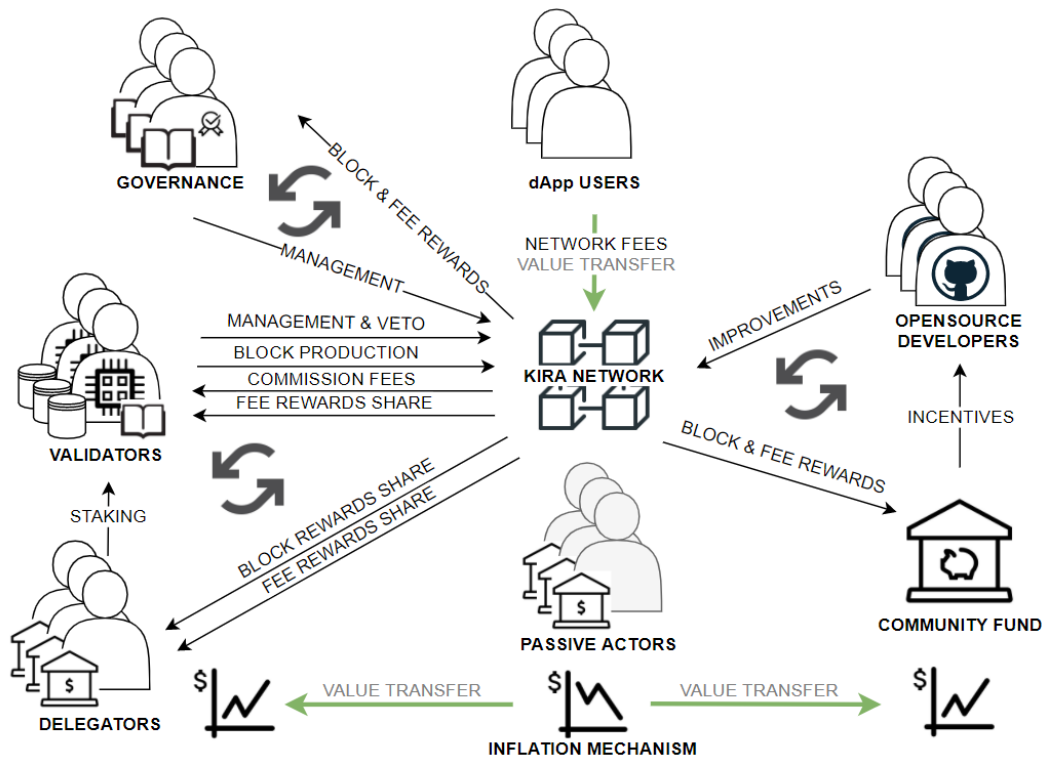 GOVERNANCE
dApp USERS
BLOCK & FEE REWARDS
MANAGEMENT
NETWORK FEES
VALUE TRANSFER
IMPROVEMENTS
OPENSOURCE
DEVELOPERS
MANAGEMENT & VETO
BLOCK PRODUCTION
COMMISSION FEES
FEE REWARDS SHARE
KIRA NETWORK
VALIDATORS
INCENTIVES
BLOCK & FEE REWARDS
STAKING
BLOCK REWARDS SHARE
FEE REWARDS SHARE
$
PASSIVE ACTORS
COMMUNITY FUND
$
DELEGATORS
$
VALUE TRANSFER
$
VALUE TRANSFER
$
INFLATION MECHANISM